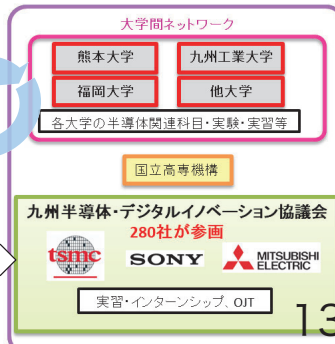 大学間ネットワーク
熊本大学 九州工業大学
福岡大学 他大学
各大学の半導体関連科目・実験・実習等
国立高専機構
九州半導体・デジタルイノベーション協議会
280社が参画
tsmc SONY MITSUBISHI ELECTRIC
実習・インターンシップ、OJT
13